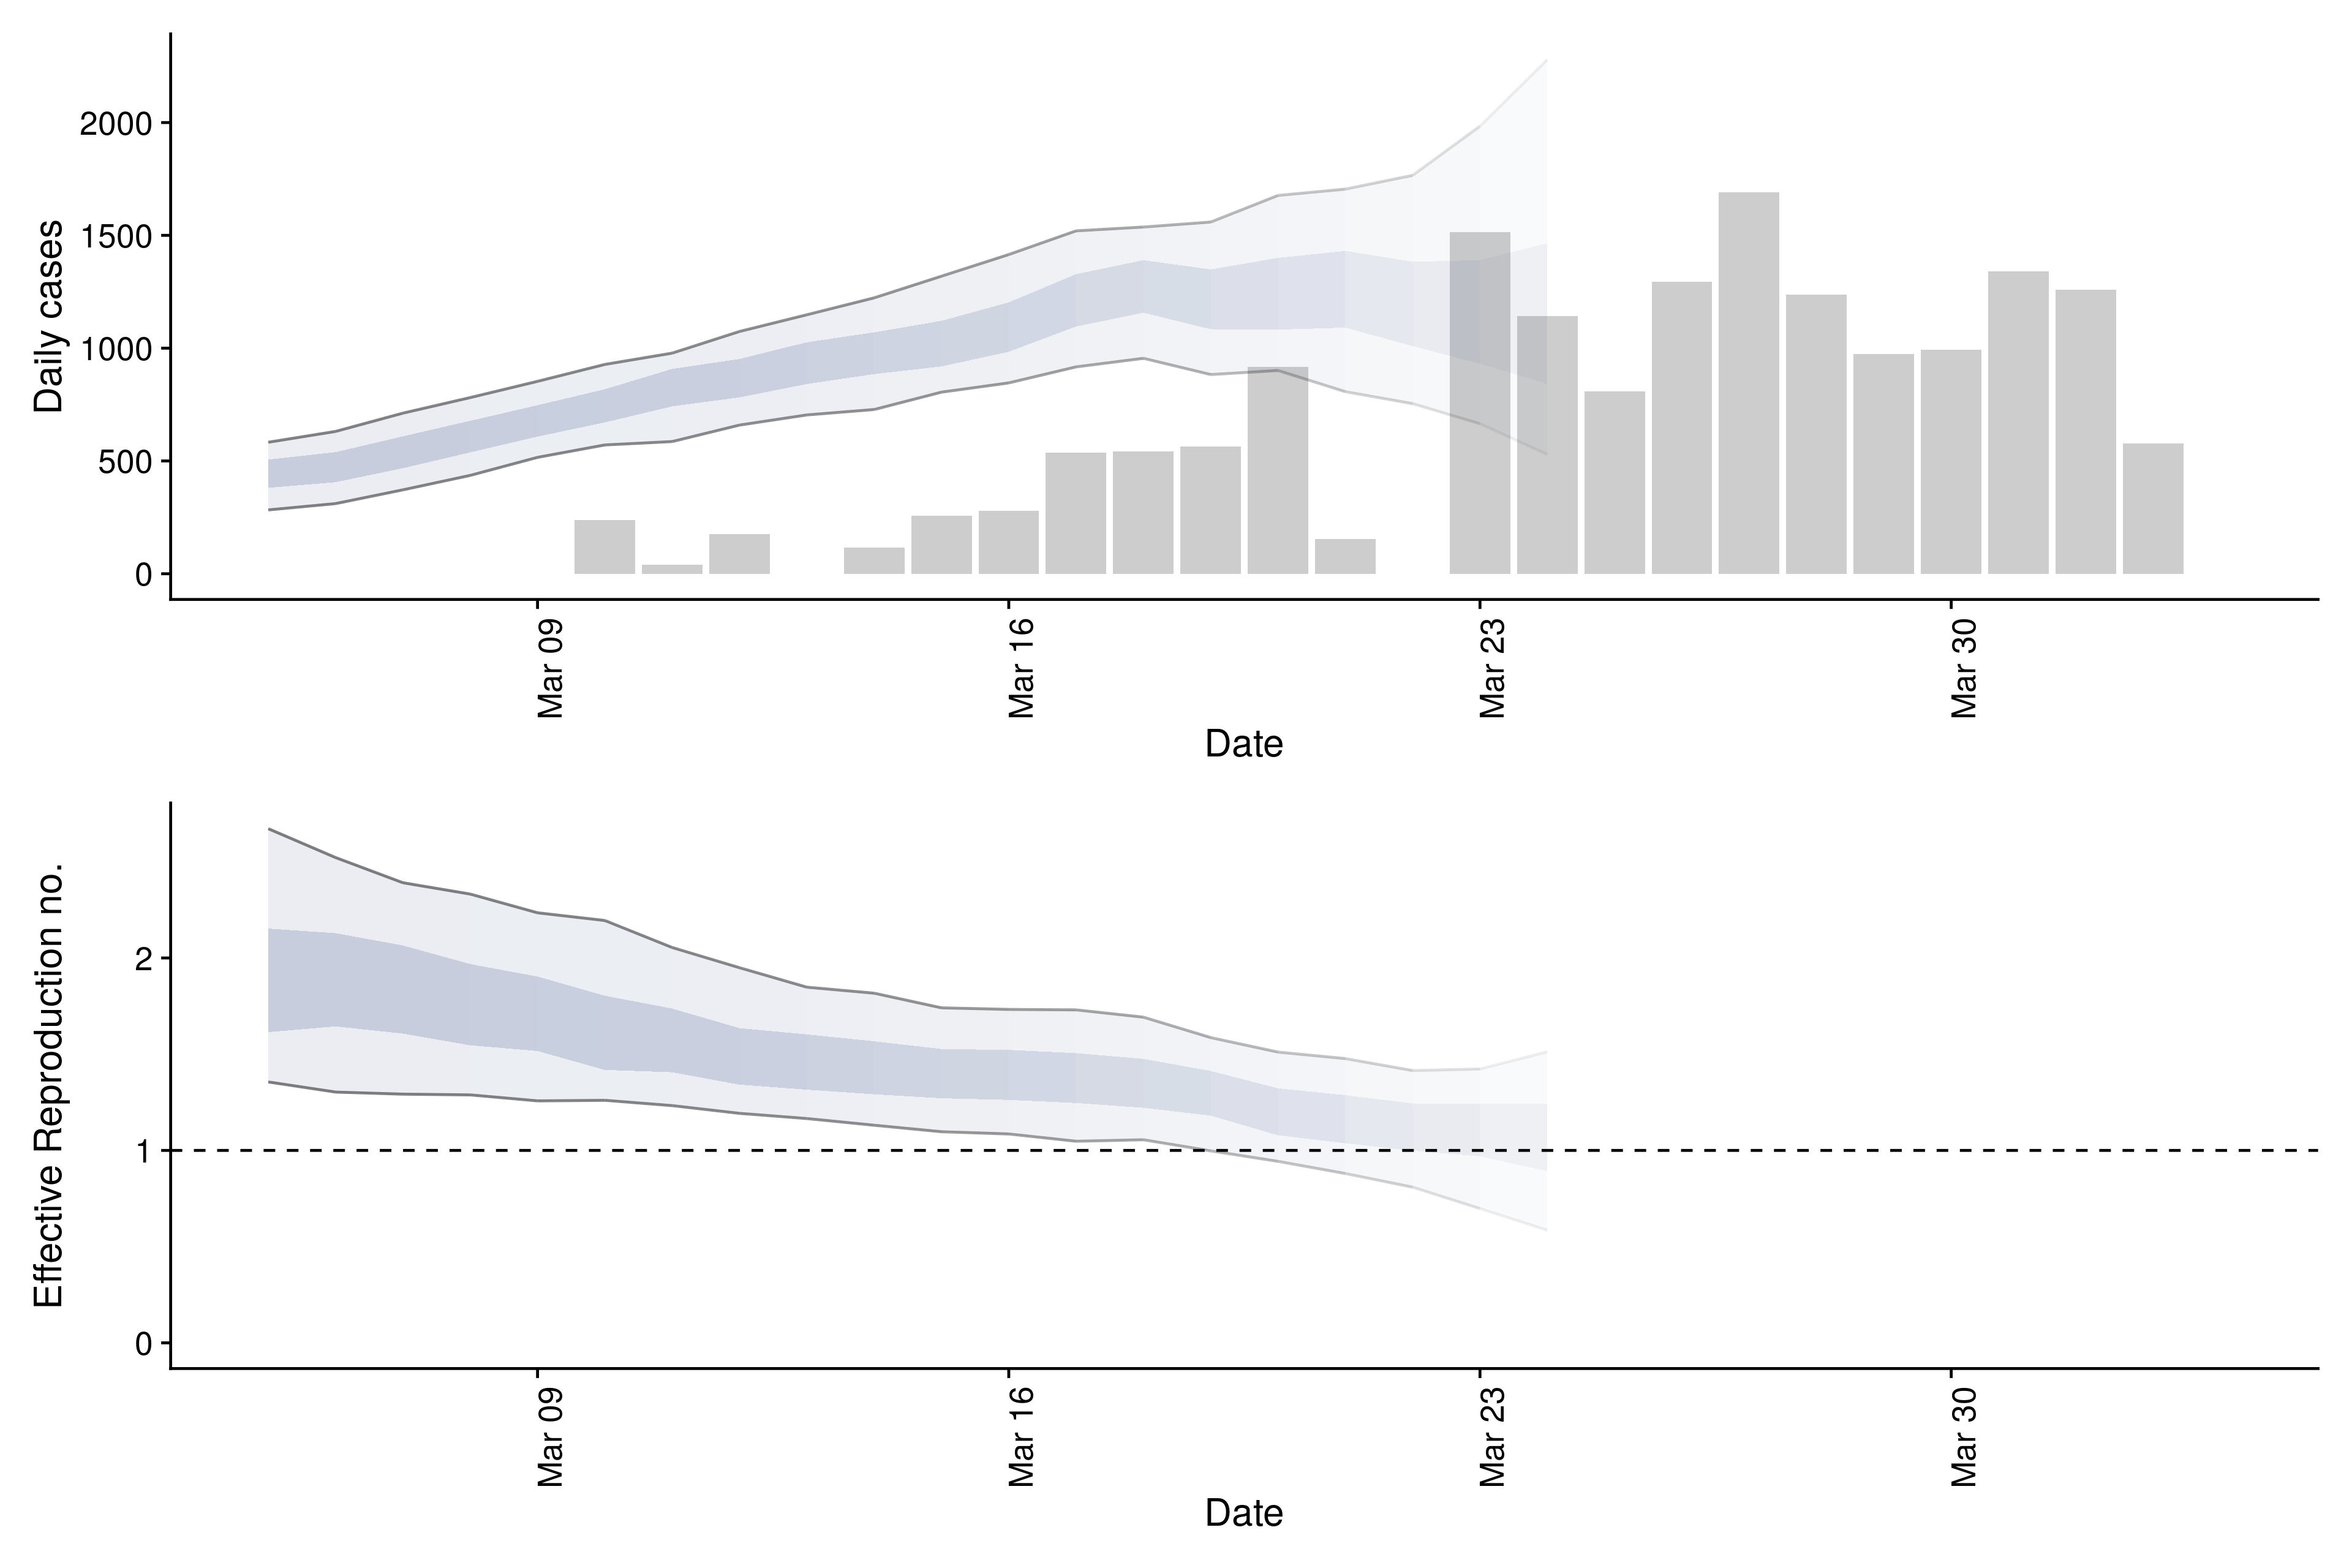 Daily cases
2000
1500
1000
500
0
Mar 09
Mar 16
Mar 23
Mar 30
Date
Effective Reproduction no.
2
1
0
Mar 09
Mar 16
Mar 23
Mar 30
Date